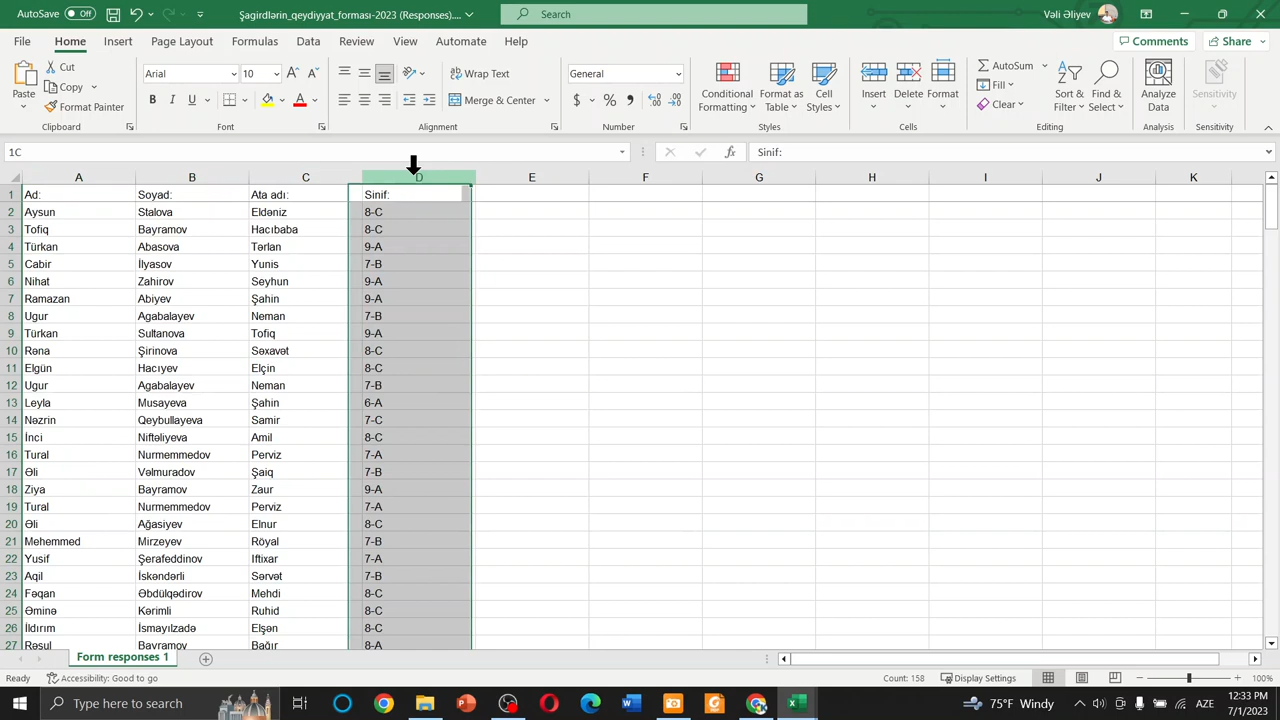 AutoSave Off Şagirdlərin_qeydiyyat_forması-2023 (Responses)... Search Vəli Əliyev
File Home Insert Page Layout Formulas Data Review View Automate Help Comments Share
Paste Cut Copy Format Painter Arial 10 Wrap Text Merge & Center General Conditional Formatting Format as Table Cell Styles Insert Delete Format AutoSum Fill Clear Sort & Filter Find & Select Analyze Data Sensitivity
Clipboard Font Alignment Number Styles Cells Editing Analysis Sensitivity
1C Sinif:
A B C D E F G H I J K
1 Ad: Soyad: Ata adı: Sinif:
2 Aysun Stalova Eldəniz 8-C
3 Tofiq Bayramov Hacıbaba 8-C
4 Türkan Abasova Tərlan 9-A
5 Cabir İlyasov Yunis 7-B
6 Nihat Zahirov Seyhun 9-A
7 Ramazan Abiyev Şahin 9-A
8 Ugur Agabalayev Neman 7-B
9 Türkan Sultanova Tofiq 9-A
10 Rəna Şirinova Səxavət 8-C
11 Elgün Hacıyev Elçin 8-C
12 Ugur Agabalayev Neman 7-B
13 Leyla Musayeva Şahin 6-A
14 Nəzrin Qeybullayeva Samir 7-C
15 İnci Niftəliyeva Amil 8-C
16 Tural Nurmemmedov Perviz 7-A
17 Əli Vəlmuradov Şaiq 7-B
18 Ziya Bayramov Zaur 9-A
19 Tural Nurmemmedov Perviz 7-A
20 Əli Ağasiyev Elnur 8-C
21 Mehemmed Mirzeyev Röyal 7-B
22 Yusif Şerafeddinov Iftixar 7-A
23 Aqil İskəndərli Sərvət 7-B
24 Fəqan Əbdülqədirov Mehdi 8-C
25 Əminə Kərimli Ruhid 8-C
26 İldırım İsmayılzadə Elşən 8-C
27 Rəsul Bayramov Bağır 8-A
Form responses 1
Ready Accessibility: Good to go Count: 158 Display Settings 100%
Type here to search 75°F Windy AZE 12:33 PM
7/1/2023